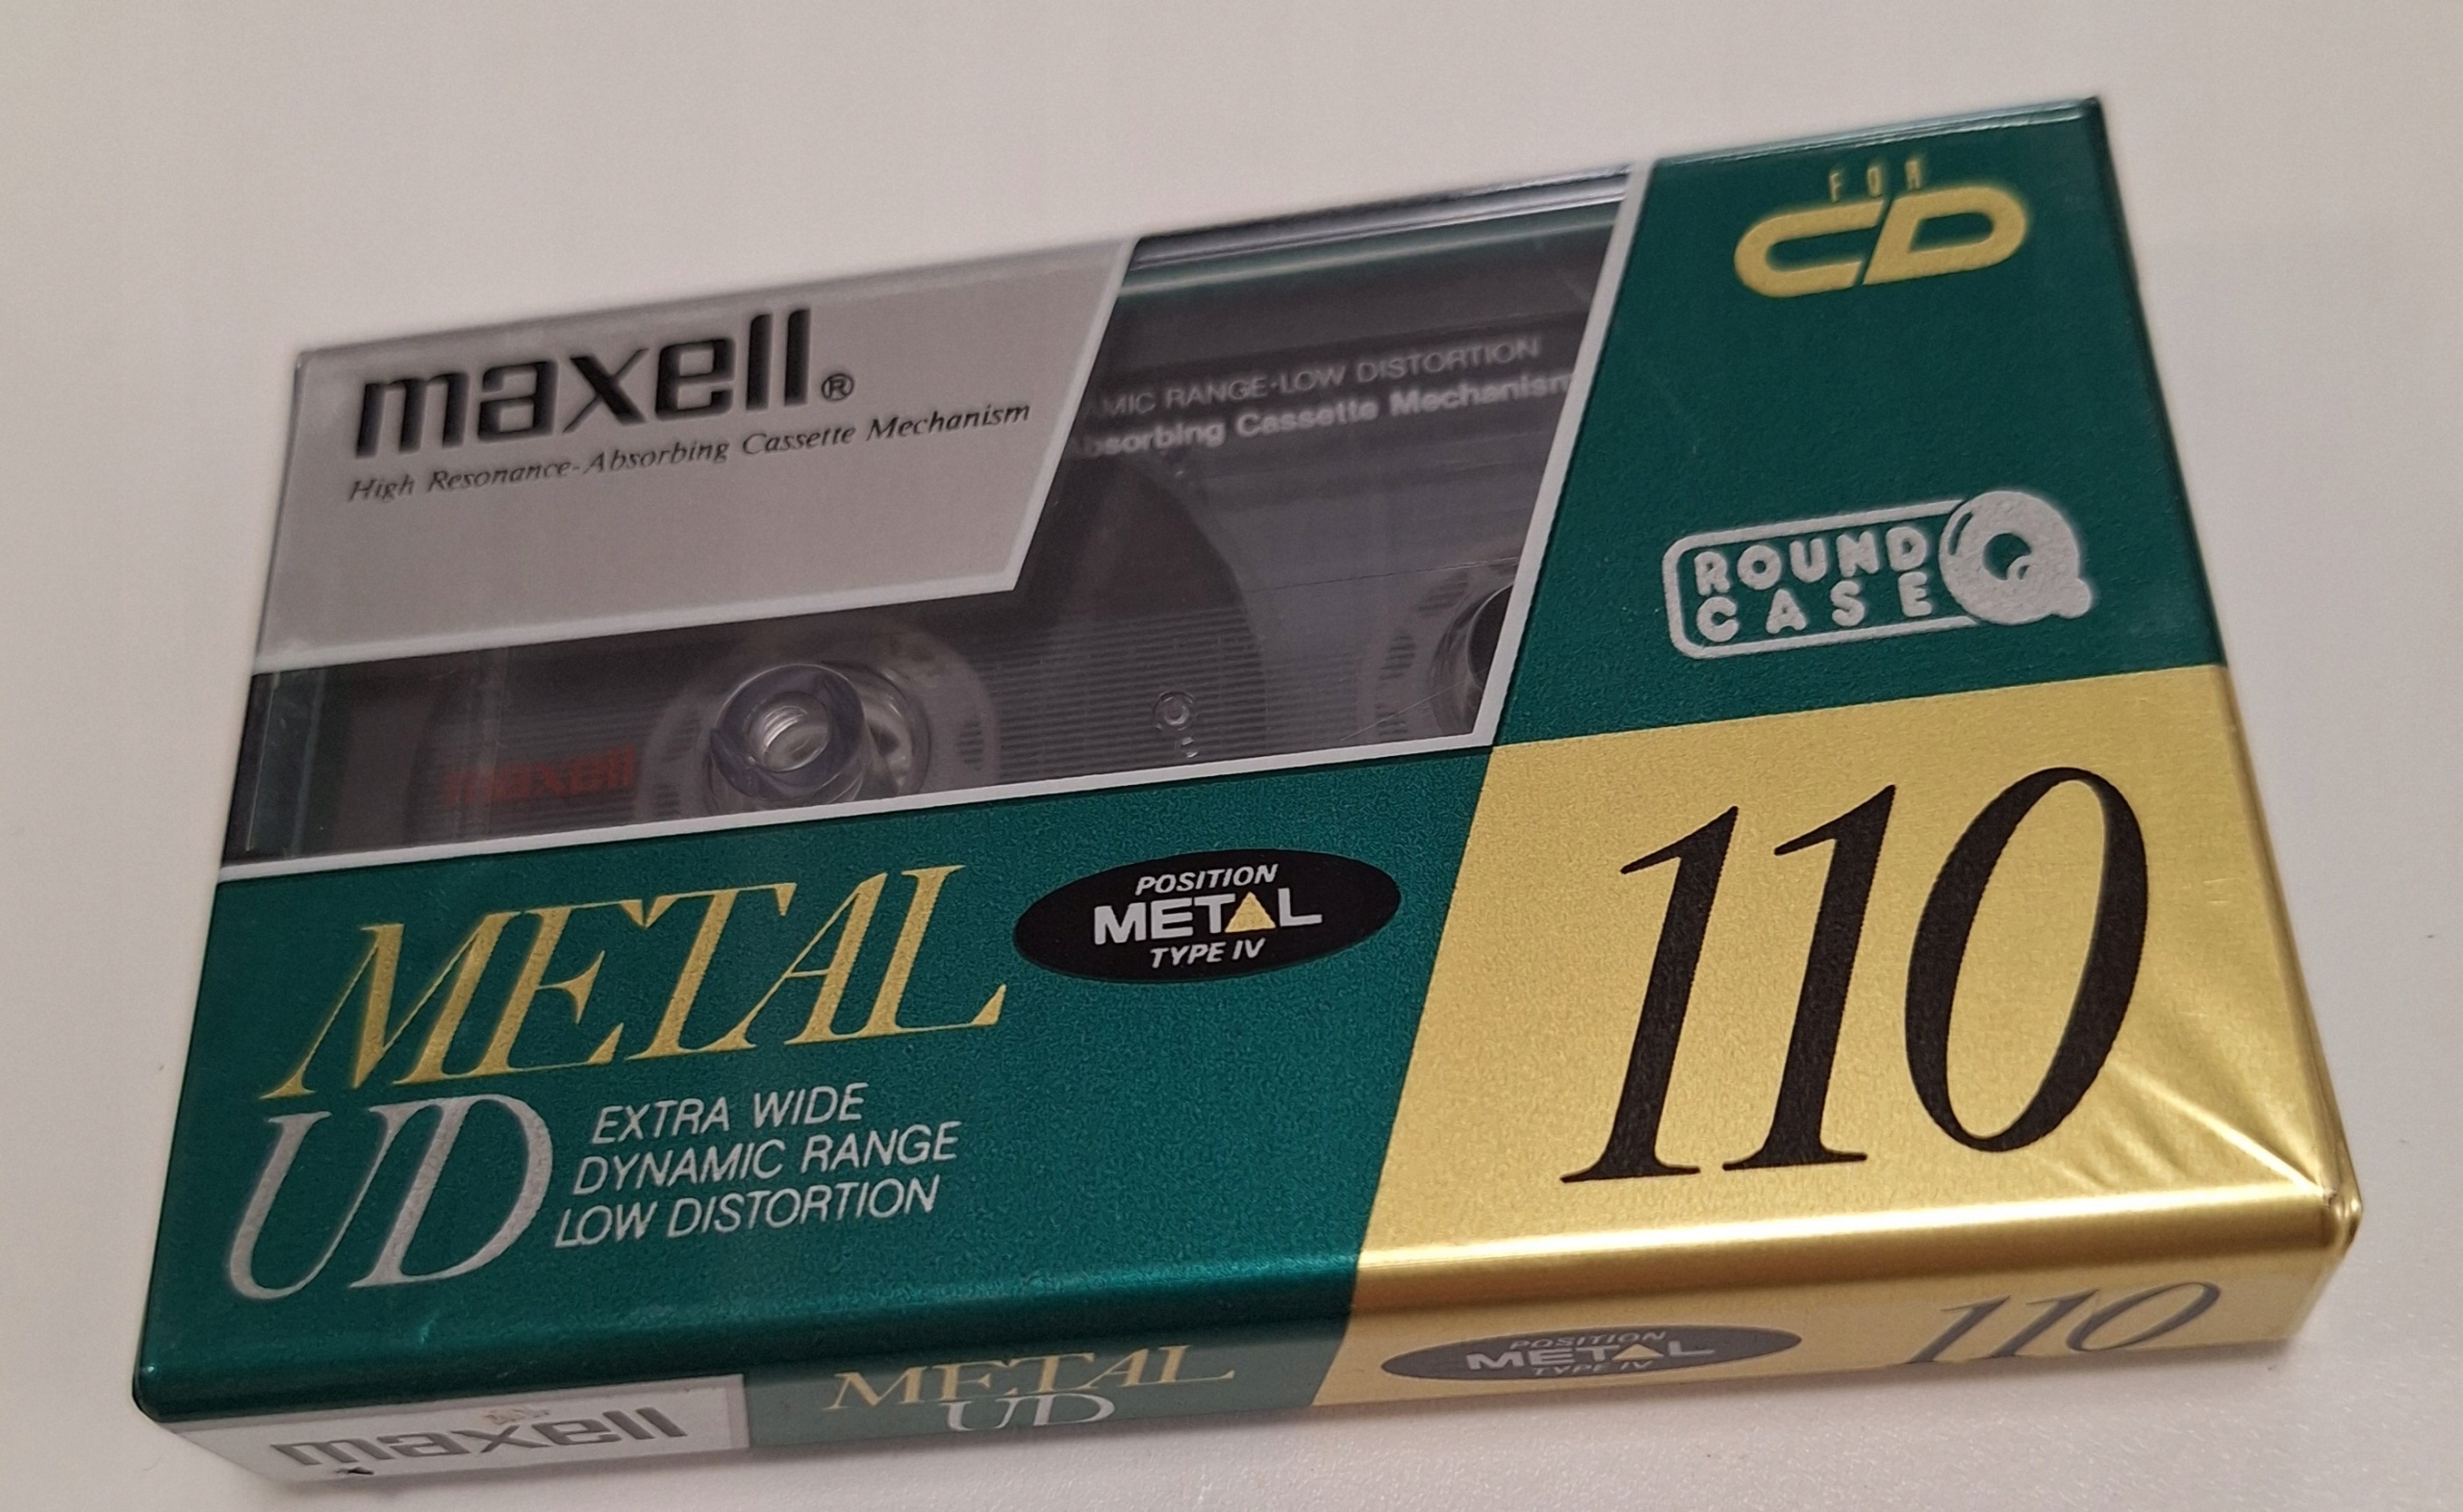 maxell®
High Resonance-Absorbing Cassette Mechanism
MIC RANGE·LOW DISTORTION
bsorbing Cassette Mechanism
FOR
CD
ROUND
CASE
maxell
METAL
UD
EXTRA WIDE
DYNAMIC RANGE
LOW DISTORTION
POSITION
METAL
TYPE IV
110
maxell
METAL
UD
POSITION
METAL
TYPE IV
110